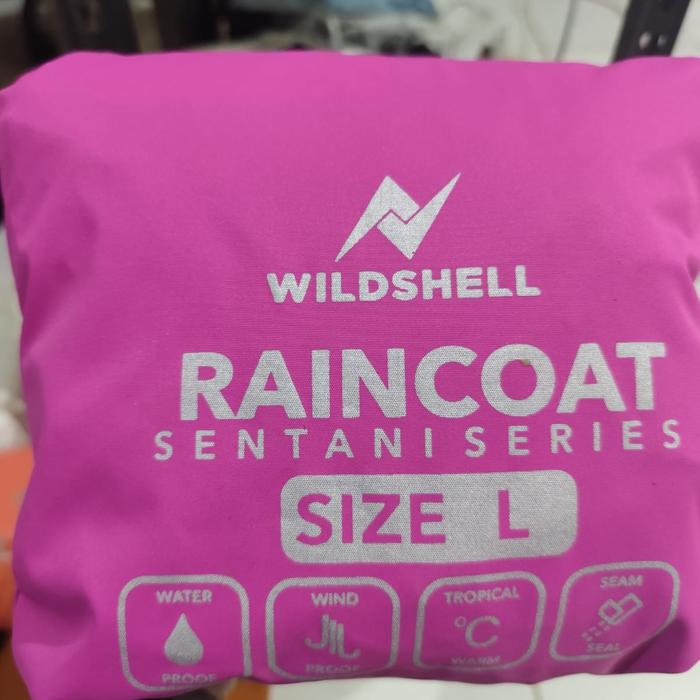 WILDSHELL
RAINCOAT
SENTANI SERIES
SIZE L
WATER
PROOF
WIND
PROOF
TROPICAL
°C
WARM
SEAM
SEAL